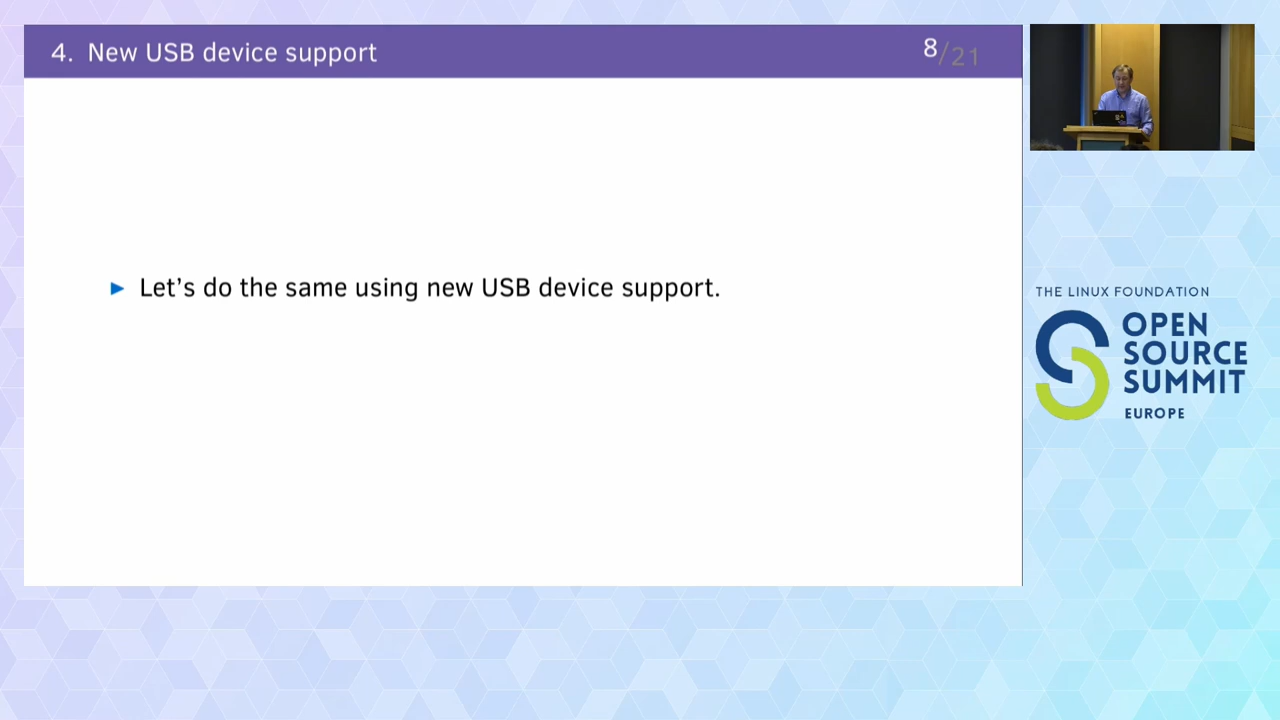 4. New USB device support
8/21
► Let's do the same using new USB device support.
THE LINUX FOUNDATION
OPEN
SOURCE
SUMMIT
EUROPE